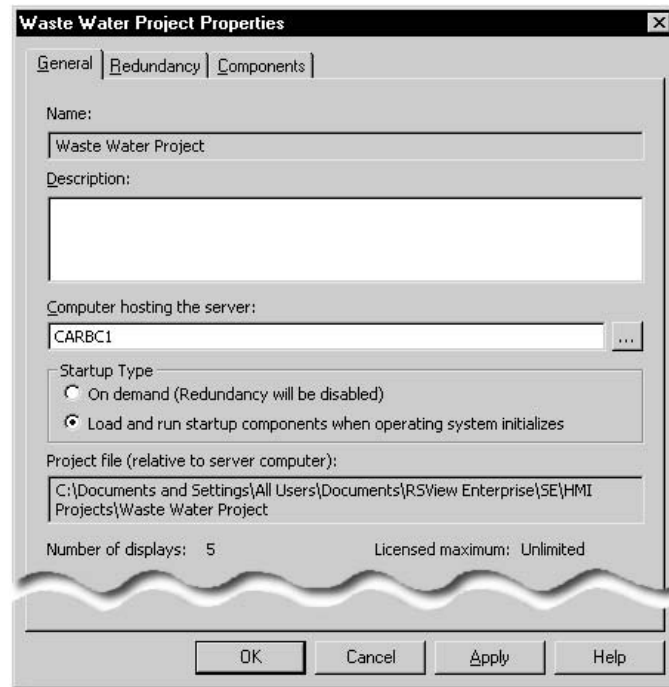 Waste Water Project Properties
General Redundancy Components
Name:
Waste Water Project
Description:
Computer hosting the server:
CARBC1
...
Startup Type
On demand (Redundancy will be disabled)
Load and run startup components when operating system initializes
Project file (relative to server computer):
C:\Documents and Settings\All Users\Documents\RSView Enterprise\SE\HMI
Projects\Waste Water Project
Number of displays: 5 Licensed maximum: Unlimited
OK Cancel Apply Help